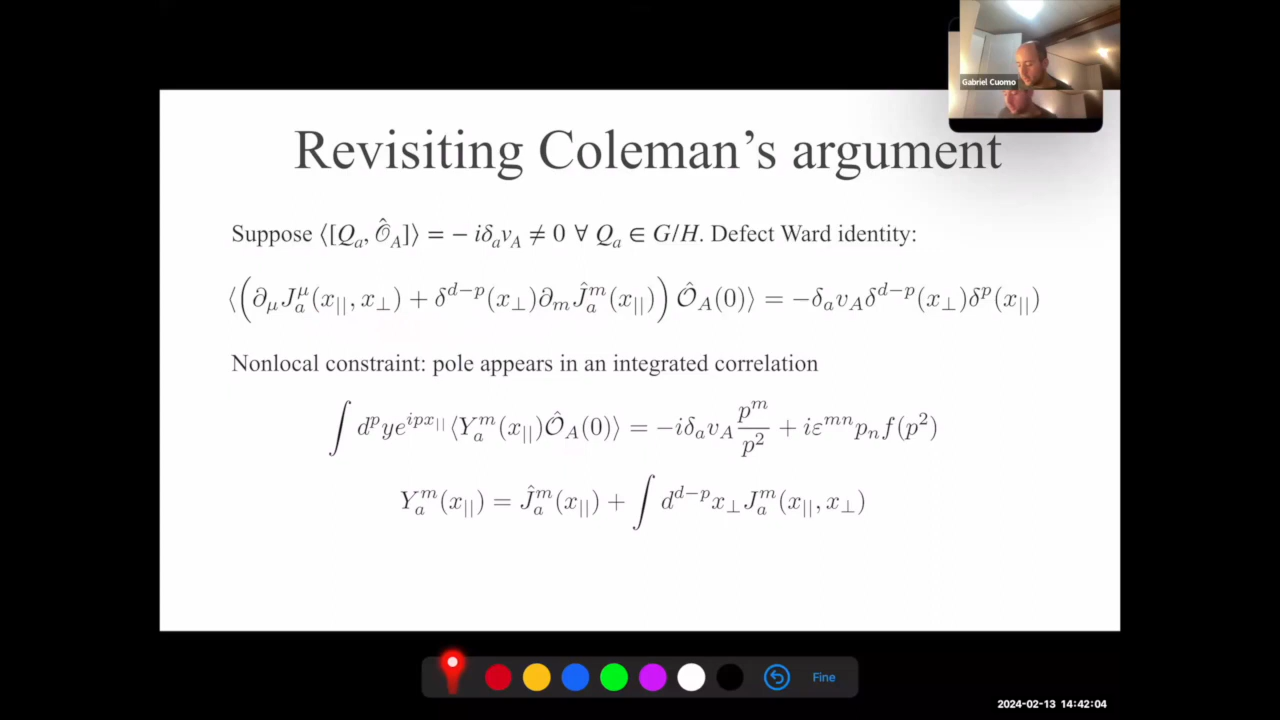 Gabriel Cuomo
Revisiting Coleman's argument
Suppose ⟨[Q_a, Ô_A]⟩ = − iδ_a v_A ≠ 0 ∀ Q_a ∈ G/H. Defect Ward identity:
⟨(∂_μ J_a^μ(x_||, x_⊥) + δ^{d−p}(x_⊥)∂_m Ĵ_a^m(x_||)) Ô_A(0)⟩ = −δ_a v_A δ^{d−p}(x_⊥)δ^p(x_||)
Nonlocal constraint: pole appears in an integrated correlation
∫ d^p y e^{ipx_||} ⟨Y_a^m(x_||)Ô_A(0)⟩ = −iδ_a v_A p^m/p^2 + iε^{mn} p_n f(p^2)
Y_a^m(x_||) = Ĵ_a^m(x_||) + ∫ d^{d−p}x_⊥ J_a^m(x_||, x_⊥)
Fine
2024-02-13 14:42:04